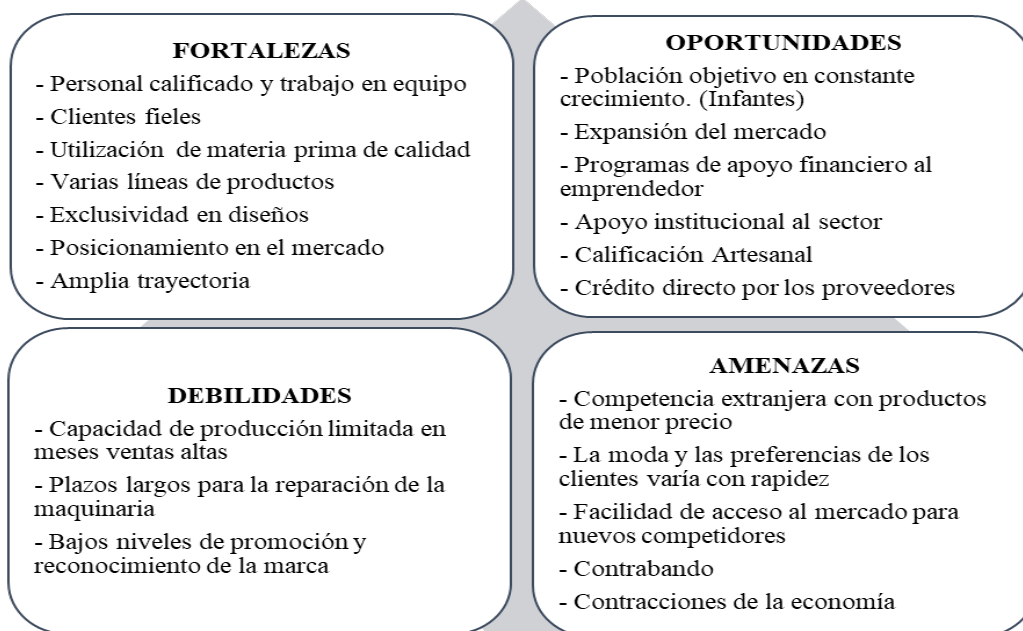 FORTALEZAS
- Personal calificado y trabajo en equipo
- Clientes fieles
- Utilización de materia prima de calidad
- Varias líneas de productos
- Exclusividad en diseños
- Posicionamiento en el mercado
- Amplia trayectoria
OPORTUNIDADES
- Población objetivo en constante
crecimiento. (Infantes)
- Expansión del mercado
- Programas de apoyo financiero al
emprendedor
- Apoyo institucional al sector
- Calificación Artesanal
- Crédito directo por los proveedores
DEBILIDADES
- Capacidad de producción limitada en
meses ventas altas
- Plazos largos para la reparación de la
maquinaria
- Bajos niveles de promoción y
reconocimiento de la marca
AMENAZAS
- Competencia extranjera con productos
de menor precio
- La moda y las preferencias de los
clientes varía con rapidez
- Facilidad de acceso al mercado para
nuevos competidores
- Contrabando
- Contracciones de la economía